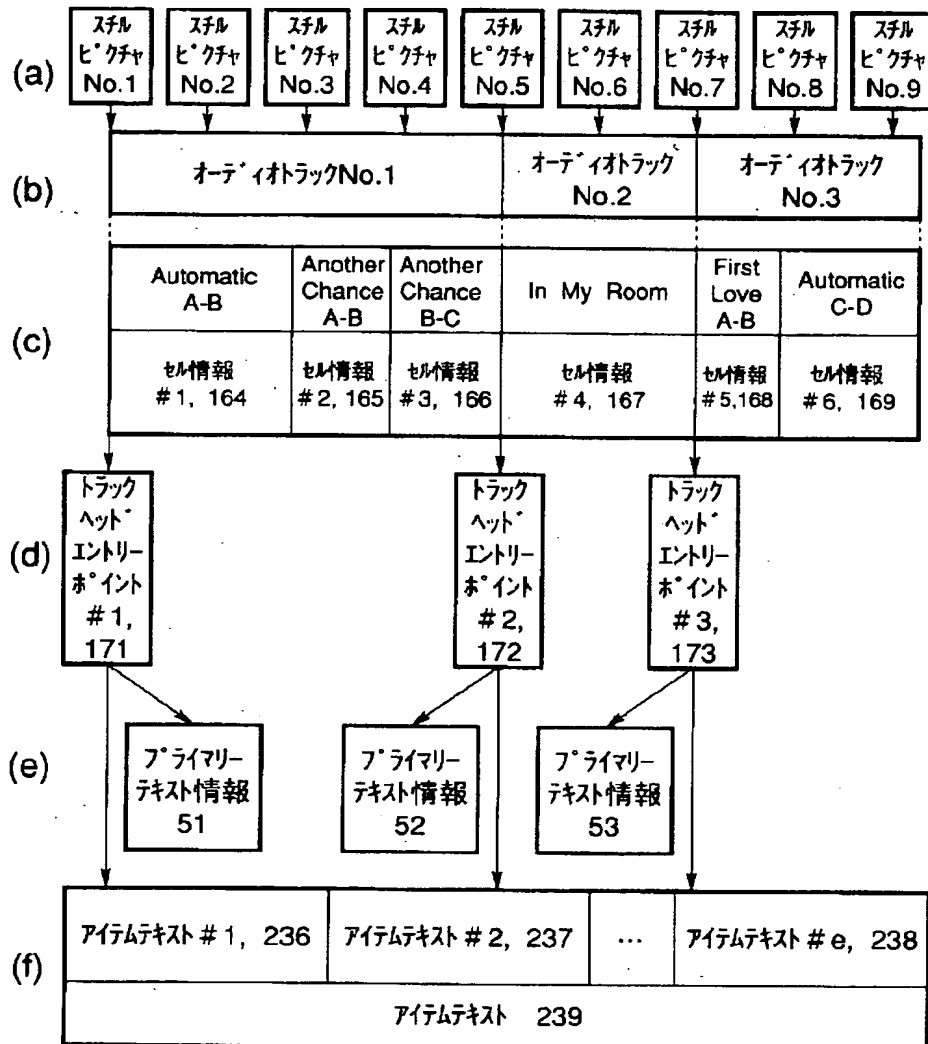 (a)
スチル
ピクチャ
No.1
スチル
ピクチャ
No.2
スチル
ピクチャ
No.3
スチル
ピクチャ
No.4
スチル
ピクチャ
No.5
スチル
ピクチャ
No.6
スチル
ピクチャ
No.7
スチル
ピクチャ
No.8
スチル
ピクチャ
No.9
(b)
オーディオトラックNo.1
オーディオトラック
No.2
オーディオトラック
No.3
(c)
Automatic
A-B
Another
Chance
A-B
Another
Chance
B-C
In My Room
First
Love
A-B
Automatic
C-D
セル情報
#1, 164
セル情報
#2, 165
セル情報
#3, 166
セル情報
#4, 167
セル情報
#5,168
セル情報
#6, 169
(d)
トラック
ヘッド
エントリー
ポイント
#1,
171
トラック
ヘッド
エントリー
ポイント
#2,
172
トラック
ヘッド
エントリー
ポイント
#3,
173
(e)
プライマリー
テキスト情報
51
プライマリー
テキスト情報
52
プライマリー
テキスト情報
53
(f)
アイテムテキスト #1, 236
アイテムテキスト #2, 237
…
アイテムテキスト #e, 238
アイテムテキスト 239